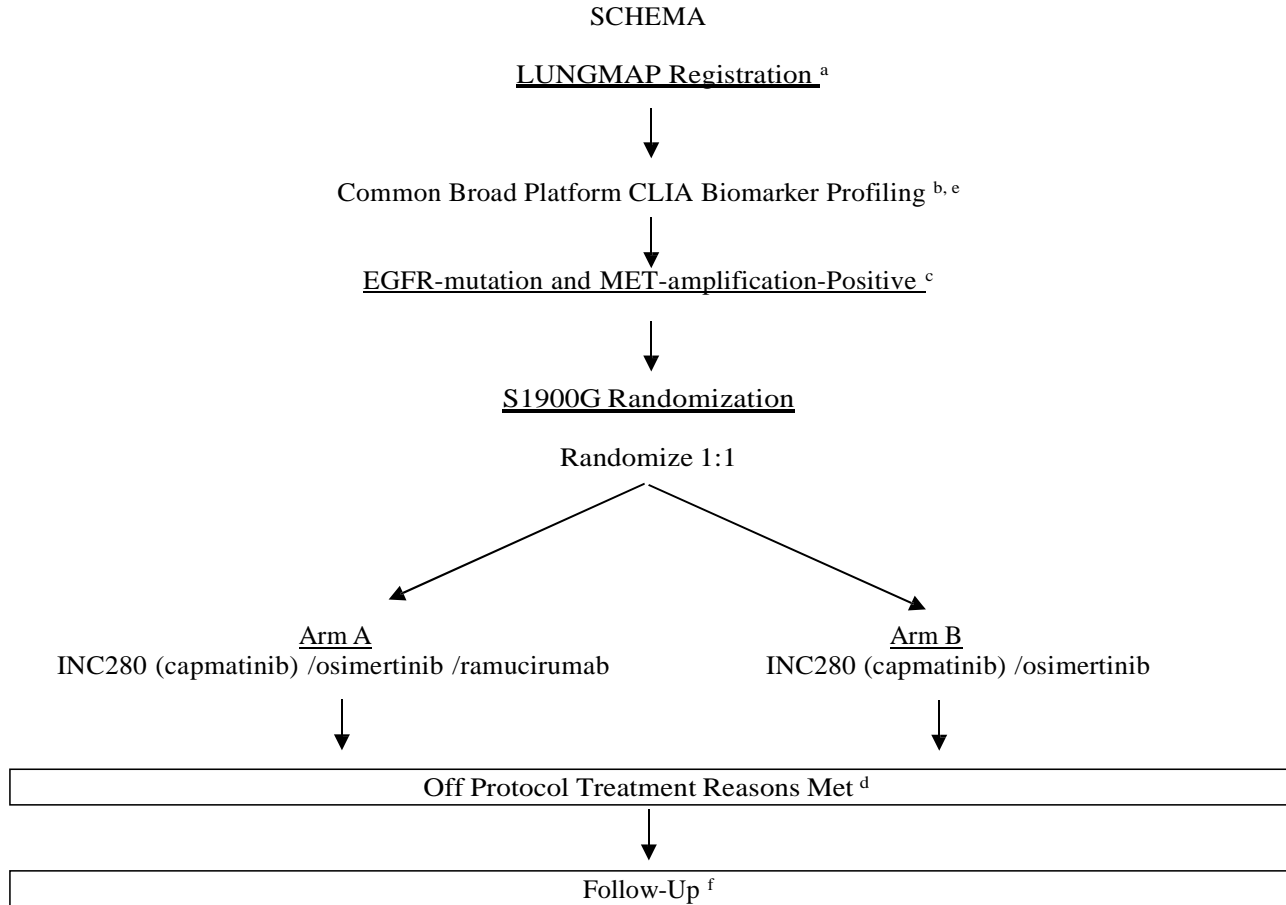 SCHEMA
LUNGMAP Registration a
Common Broad Platform CLIA Biomarker Profiling b, e
EGFR-mutation and MET-amplification-Positive c
S1900G Randomization
Randomize 1:1
Arm A
INC280 (capmatinib) /osimertinib /ramucirumab
Arm B
INC280 (capmatinib) /osimertinib
Off Protocol Treatment Reasons Met d
Follow-Up f